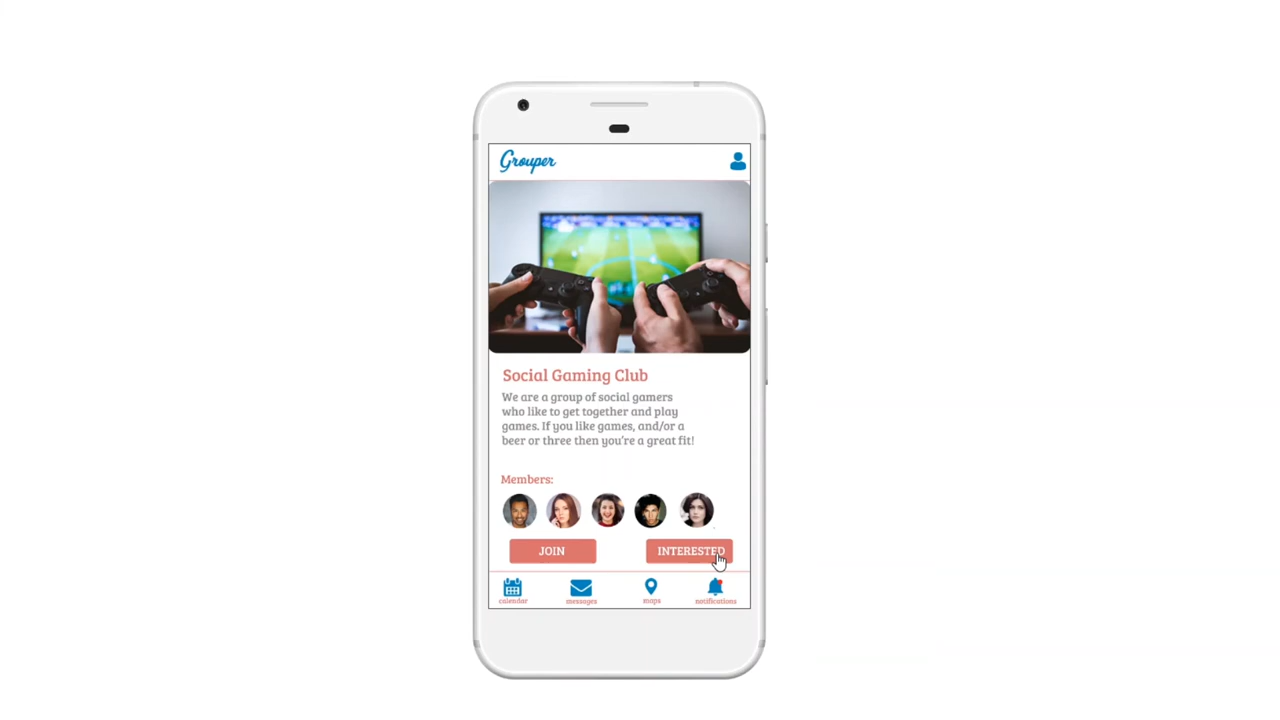 Grouper
Social Gaming Club
We are a group of social gamers
who like to get together and play
games. If you like games, and/or a
beer or three then you're a great fit!
Members:
JOIN
INTERESTED
calendar
messages
maps
notifications